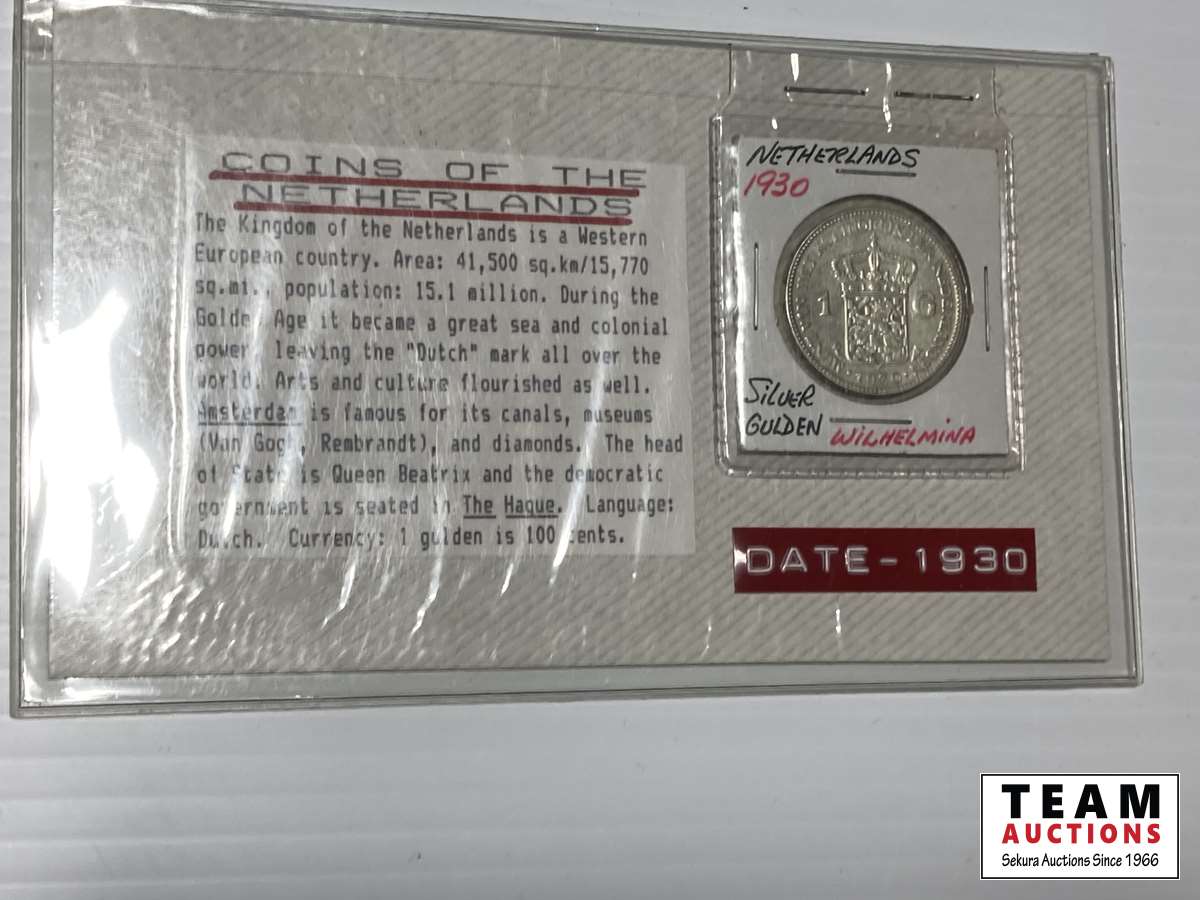 COINS OF THE
NETHERLANDS
The Kingdom of the Netherlands is a Western
European country. Area: 41,500 sq.km/15,770
sq.mi., population: 15.1 million. During the
Golde Age it became a great sea and colonial
power, leaving the "Dutch" mark all over the
world. Arts and culture flourished as well.
Amsterdam is famous for its canals, museums
(Van Gogh, Rembrandt), and diamonds. The head
of State is Queen Beatrix and the democratic
government is seated in The Hague. Language:
Dutch. Currency: 1 gulden is 100 cents.
NETHERLANDS
1930
1 G
SILVER
GULDEN WILHELMINA
DATE-1930
TEAM
AUCTIONS
Sekura Auctions Since 1966